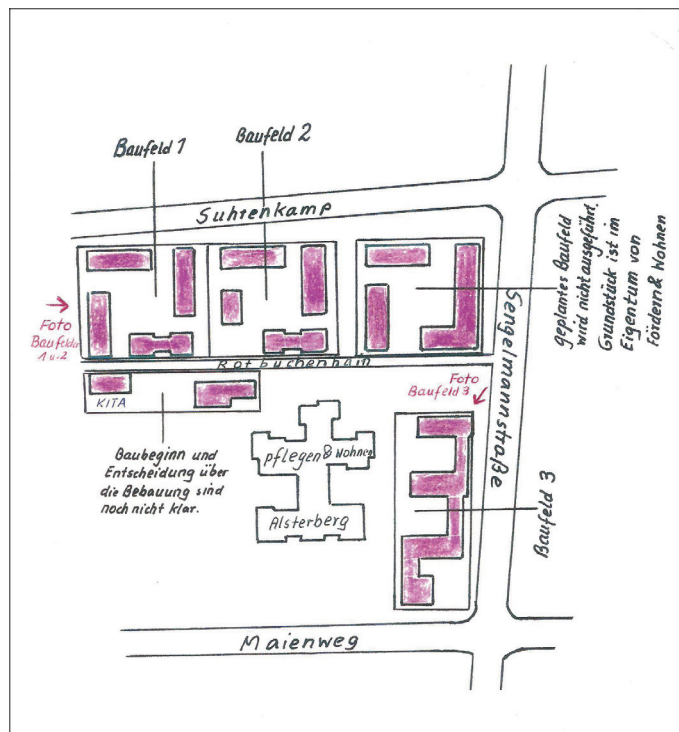 Baufeld 1
Baufeld 2
Suhrenkamp
geplantes Baufeld
wird nicht ausgeführt.
Grundstück ist im
Eigentum von
Fördern & Wohnen
Foto
Baufelder
1 u. 2
Rotbuchenhain
Sengelmannstraße
Foto
Baufeld 3
KITA
Baubeginn und
Entscheidung über
die Bebauung sind
noch nicht klar.
pflegen & Wohnen
Alsterberg
Baufeld 3
Maienweg